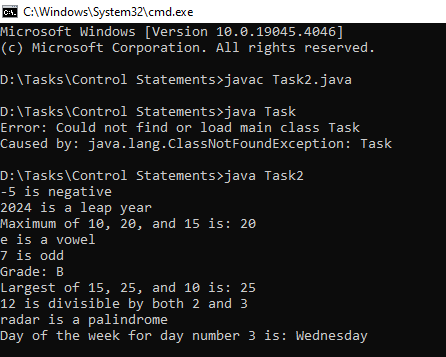 C:\Windows\System32\cmd.exe
Microsoft Windows [Version 10.0.19045.4046]
(c) Microsoft Corporation. All rights reserved.
D:\Tasks\Control Statements>javac Task2.java
D:\Tasks\Control Statements>java Task
Error: Could not find or load main class Task
Caused by: java.lang.ClassNotFoundException: Task
D:\Tasks\Control Statements>java Task2
-5 is negative
2024 is a leap year
Maximum of 10, 20, and 15 is: 20
e is a vowel
7 is odd
Grade: B
Largest of 15, 25, and 10 is: 25
12 is divisible by both 2 and 3
radar is a palindrome
Day of the week for day number 3 is: Wednesday